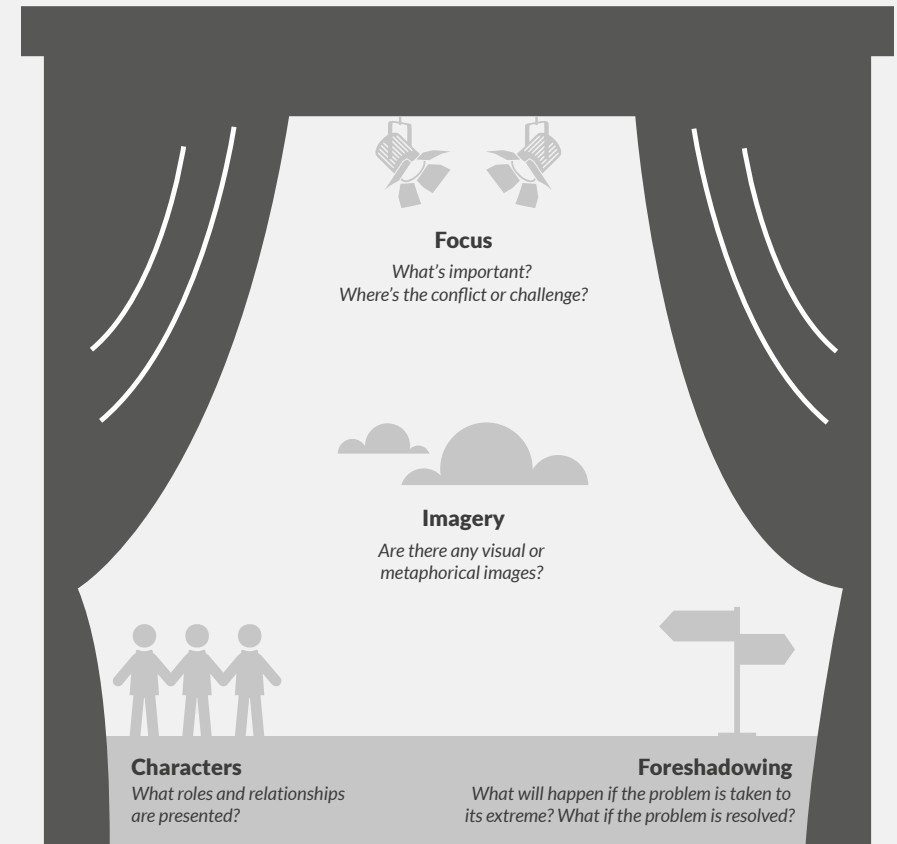 Focus
What's important?
Where's the conflict or challenge?
Imagery
Are there any visual or
metaphorical images?
Characters
What roles and relationships
are presented?
Foreshadowing
What will happen if the problem is taken to
its extreme? What if the problem is resolved?